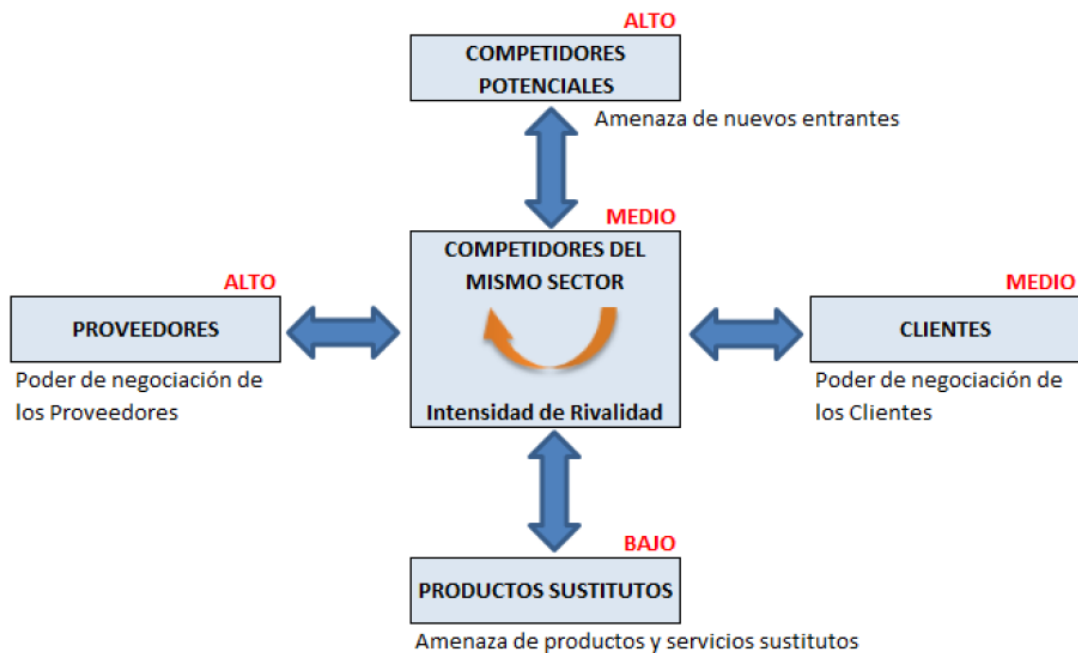 ALTO
COMPETIDORES
POTENCIALES
Amenaza de nuevos entrantes
MEDIO
COMPETIDORES DEL
MISMO SECTOR
Intensidad de Rivalidad
ALTO
PROVEEDORES
Poder de negociación de
los Proveedores
MEDIO
CLIENTES
Poder de negociación de
los Clientes
BAJO
PRODUCTOS SUSTITUTOS
Amenaza de productos y servicios sustitutos